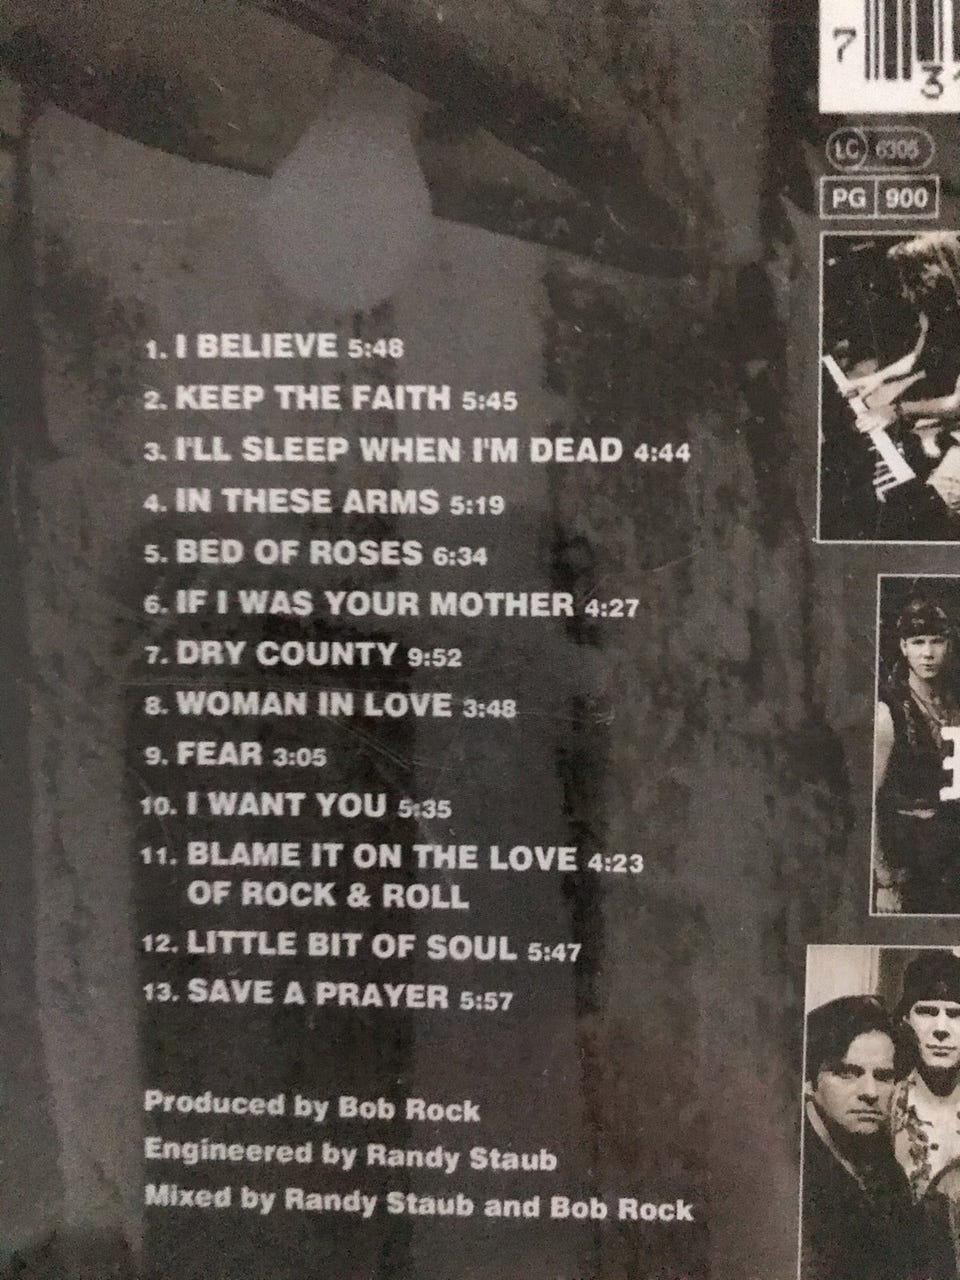 7
73
LC 6305
PG 900
1. I BELIEVE 5:48
2. KEEP THE FAITH 5:45
3. I'LL SLEEP WHEN I'M DEAD 4:44
4. IN THESE ARMS 5:19
5. BED OF ROSES 6:34
6. IF I WAS YOUR MOTHER 4:27
7. DRY COUNTY 9:52
8. WOMAN IN LOVE 3:48
9. FEAR 3:05
10. I WANT YOU 5:35
11. BLAME IT ON THE LOVE 4:23
OF ROCK & ROLL
12. LITTLE BIT OF SOUL 5:47
13. SAVE A PRAYER 5:57
Produced by Bob Rock
Engineered by Randy Staub
Mixed by Randy Staub and Bob Rock